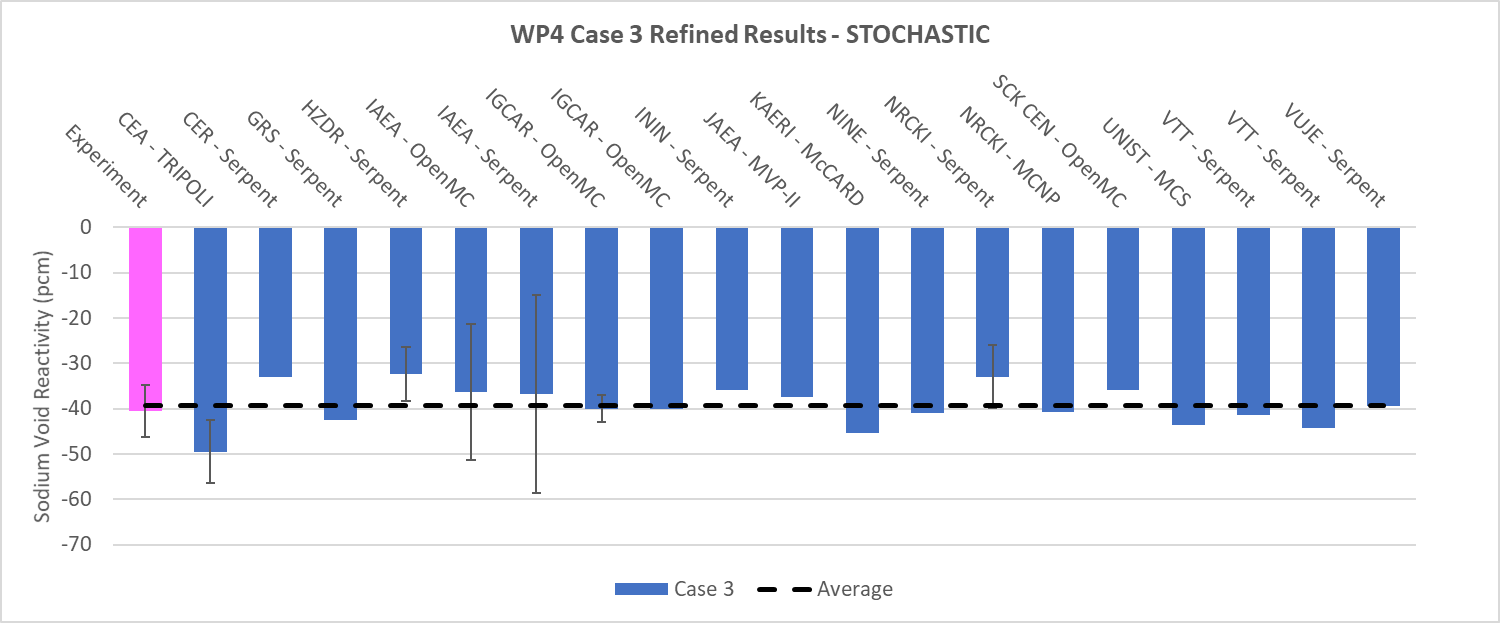 WP4 Case 3 Refined Results - STOCHASTIC
Experiment
CEA - TRIPOLI
CER - Serpent
GRS - Serpent
HZDR - Serpent
IAEA - OpenMC
IAEA - Serpent
IGCAR - OpenMC
IGCAR - OpenMC
ININ - Serpent
JAEA - MVP-II
KAERI - McCARD
NINE - Serpent
NRCKI - Serpent
NRCKI - MCNP
SCK CEN - OpenMC
UNIST - MCS
VTT - Serpent
VTT - Serpent
VUJE - Serpent
Sodium Void Reactivity (pcm)
0
-10
-20
-30
-40
-50
-60
-70
Case 3
Average